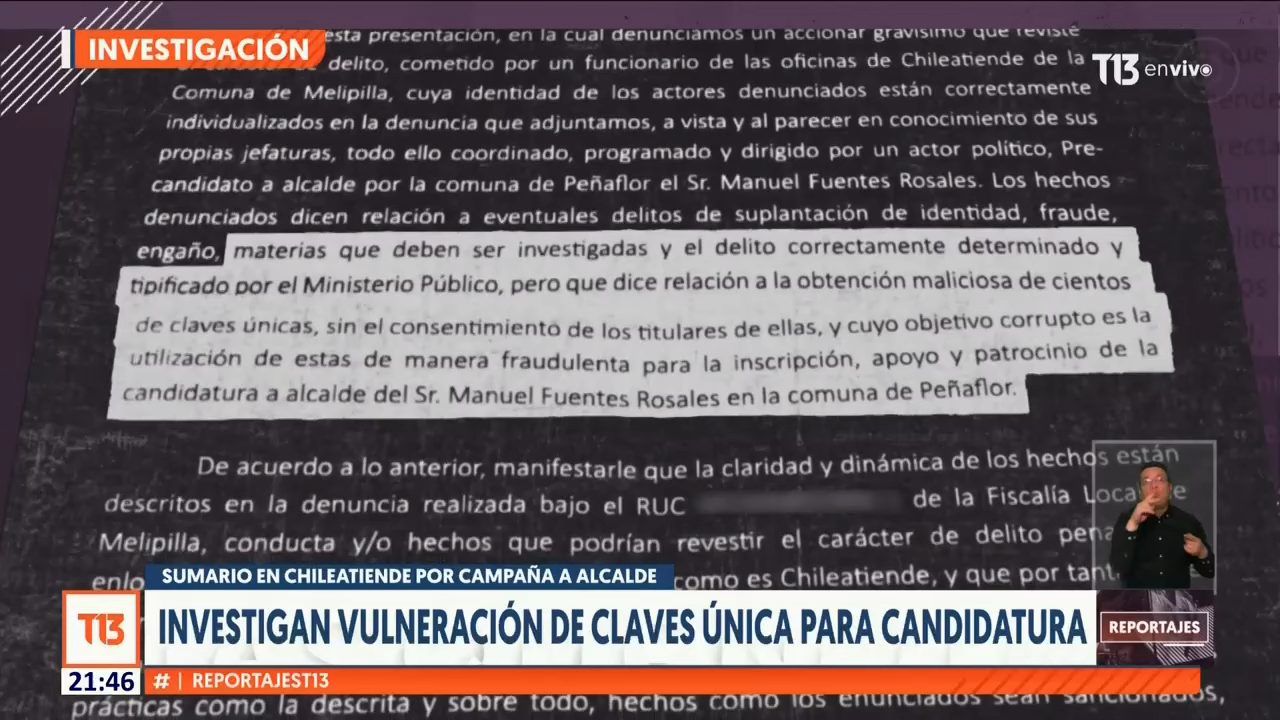 INVESTIGACIÓN
T13 en vivo
esta presentación, en la cual denunciamos un accionar gravísimo que reviste
delito, cometido por un funcionario de las oficinas de Chileatiende de la
Comuna de Melipilla, cuya identidad de los actores denunciados están correctamente
individualizados en la denuncia que adjuntamos, a vista y al parecer en conocimiento de sus
propias jefaturas, todo ello coordinado, programado y dirigido por un actor político, Pre-
candidato a alcalde por la comuna de Peñaflor el Sr. Manuel Fuentes Rosales. Los hechos
denunciados dicen relación a eventuales delitos de suplantación de identidad, fraude,
engaño, materias que deben ser investigadas y el delito correctamente determinado y
tipificado por el Ministerio Público, pero que dice relación a la obtención maliciosa de cientos
de claves únicas, sin el consentimiento de los titulares de ellas, y cuyo objetivo corrupto es la
utilización de estas de manera fraudulenta para la inscripción, apoyo y patrocinio de la
candidatura a alcalde del Sr. Manuel Fuentes Rosales en la comuna de Peñaflor.
De acuerdo a lo anterior, manifestarle que la claridad y dinámica de los hechos están
descritos en la denuncia realizada bajo el RUC de la Fiscalía Loca e
Melipilla, conducta y/o hechos que podrían revestir el carácter de delito pena
enlo como es Chileatiende, y que por tant
SUMARIO EN CHILEATIENDE POR CAMPAÑA A ALCALDE
T13
INVESTIGAN VULNERACIÓN DE CLAVES ÚNICA PARA CANDIDATURA
REPORTAJES
21:46 # | REPORTAJEST13
prácticas como la descrita y sobre todo, hechos como los enunciados sean sancionados,